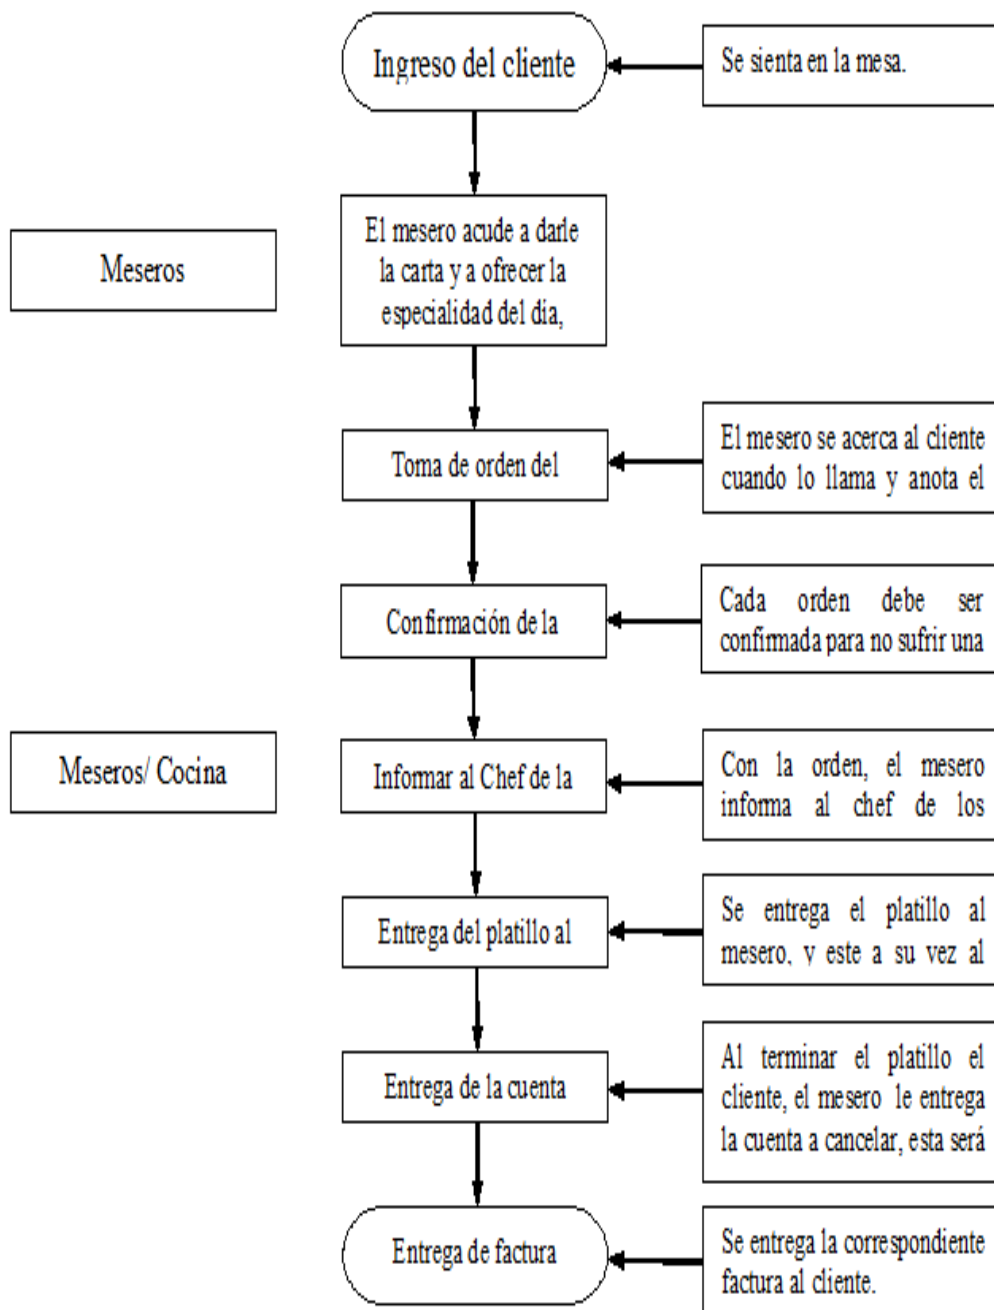 Ingreso del cliente
Se sienta en la mesa.
Meseros
El mesero acude a darle
la carta y a ofrecer la
especialidad del día,
Toma de orden del
El mesero se acerca al cliente
cuando lo llama y anota el
Confirmación de la
Cada orden debe ser
confirmada para no sufrir una
Meseros/ Cocina
Informar al Chef de la
Con la orden, el mesero
informa al chef de los
Entrega del platillo al
Se entrega el platillo al
mesero, y este a su vez al
Entrega de la cuenta
Al terminar el platillo el
cliente, el mesero le entrega
la cuenta a cancelar, esta será
Entrega de factura
Se entrega la correspondiente
factura al cliente.